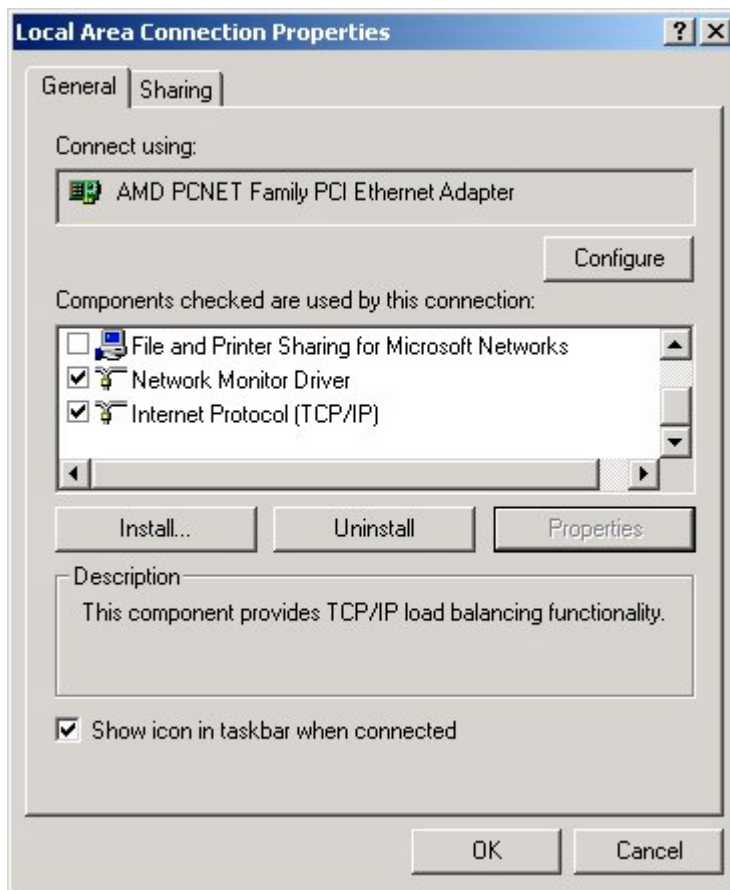 Local Area Connection Properties
General
Sharing
Connect using:
AMD PCNET Family PCI Ethernet Adapter
Configure
Components checked are used by this connection:
File and Printer Sharing for Microsoft Networks
Network Monitor Driver
Internet Protocol (TCP/IP)
Install...
Uninstall
Properties
Description
This component provides TCP/IP load balancing functionality.
Show icon in taskbar when connected
OK
Cancel